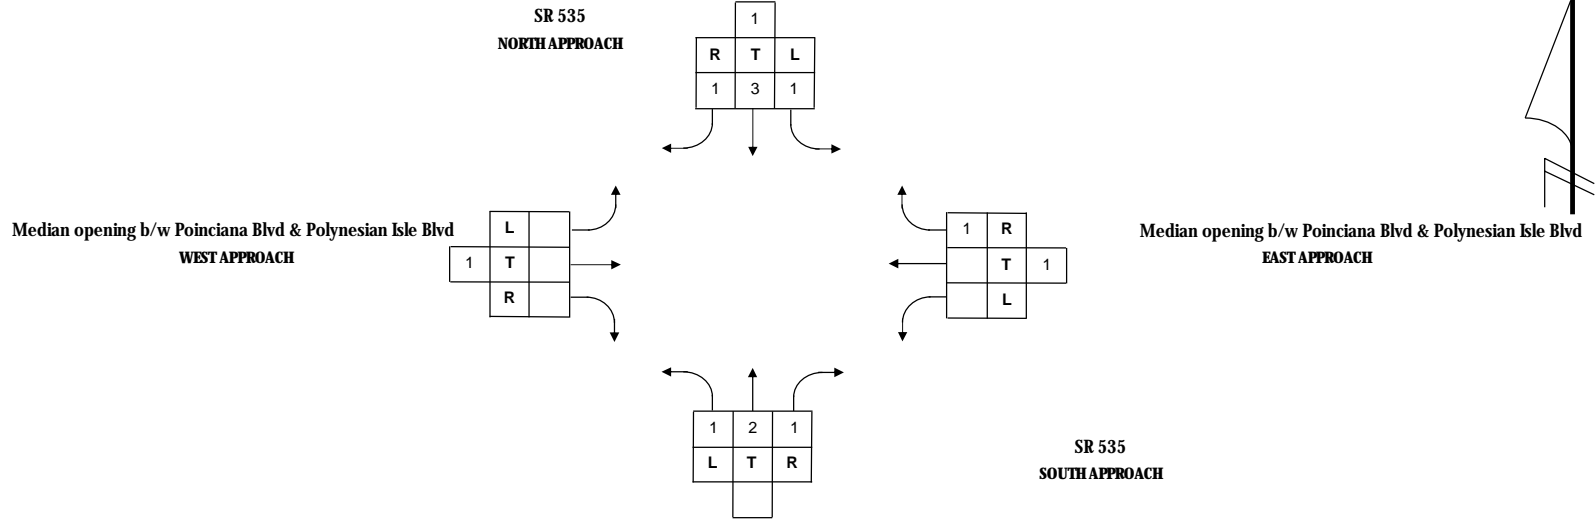 SR 535
NORTH APPROACH
1
R T L
1 3 1
Median opening b/w Poinciana Blvd & Polynesian Isle Blvd
WEST APPROACH
L
1 T
R
1 R
T 1
L
Median opening b/w Poinciana Blvd & Polynesian Isle Blvd
EAST APPROACH
1 2 1
L T R
SR 535
SOUTH APPROACH